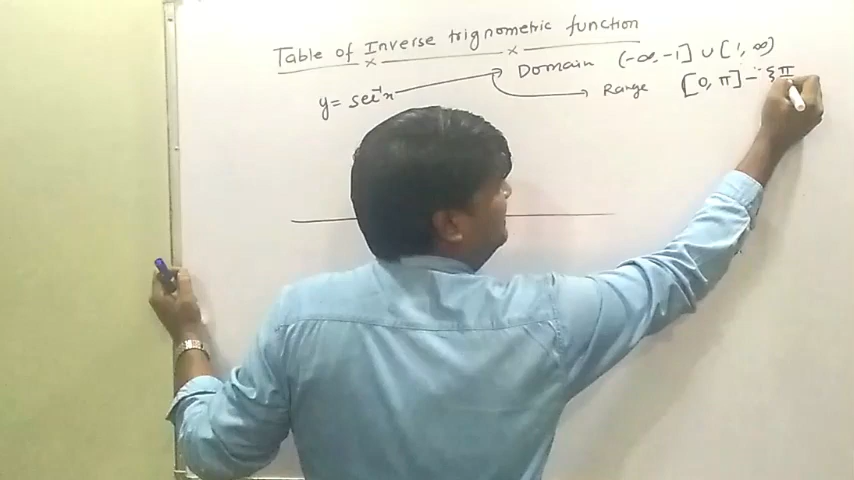 Table of Inverse trignometric function
Domain (-∞, -1] ∪ [1, ∞)
y = sec⁻¹x
Range [0, π] - {π